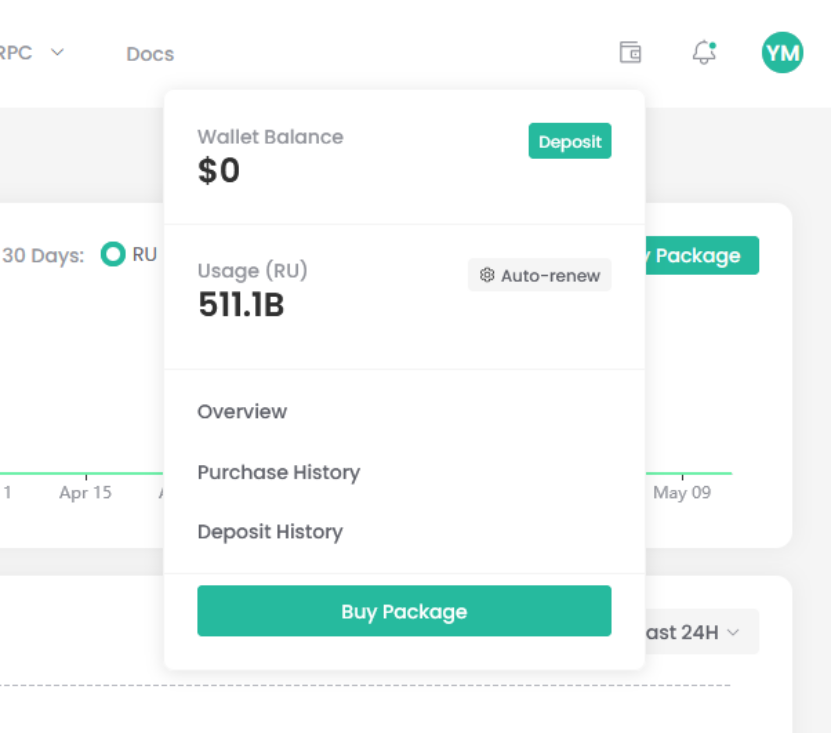 RPC
Docs
YM
Wallet Balance
$0
Deposit
30 Days: RU
Usage (RU)
511.1B
Auto-renew
Package
Overview
Purchase History
Deposit History
1
Apr 15
May 09
Buy Package
ast 24H